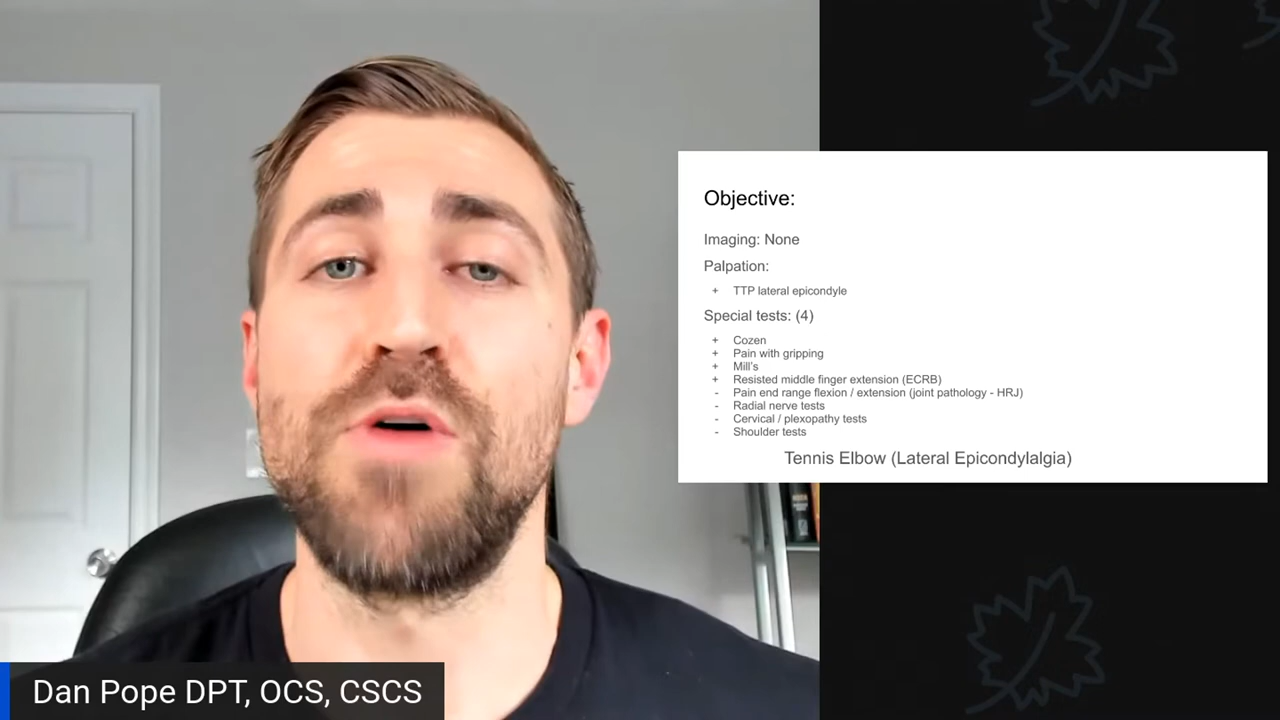 Objective:
Imaging: None
Palpation:
+ TTP lateral epicondyle
Special tests: (4)
+ Cozen
+ Pain with gripping
+ Mill's
+ Resisted middle finger extension (ECRB)
- Pain end range flexion / extension (joint pathology - HRJ)
- Radial nerve tests
- Cervical / plexopathy tests
- Shoulder tests
Tennis Elbow (Lateral Epicondylalgia)
Dan Pope DPT, OCS, CSCS